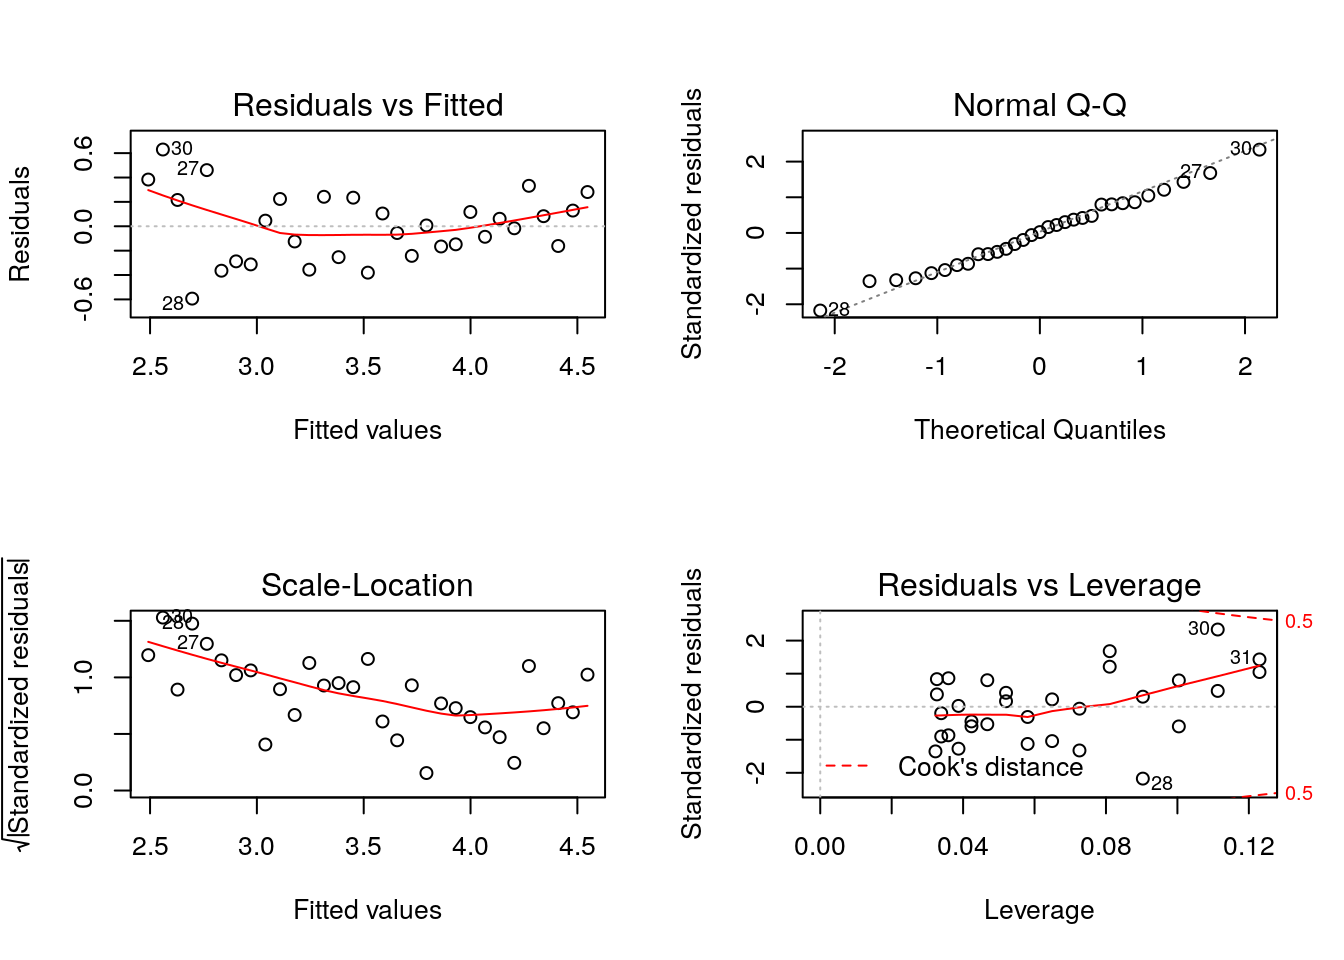 Residuals vs Fitted
Residuals
0.6
0.0
-0.6
30
27
28
2.5 3.0 3.5 4.0 4.5
Fitted values
Normal Q-Q
Standardized residuals
2
0
-2
30
27
28
-2 -1 0 1 2
Theoretical Quantiles
Scale-Location
√|Standardized residuals|
1.0
0.0
30
28
27
2.5 3.0 3.5 4.0 4.5
Fitted values
Residuals vs Leverage
Standardized residuals
2
0
-2
0.5
30
31
Cook's distance
28
0.5
0.00 0.04 0.08 0.12
Leverage